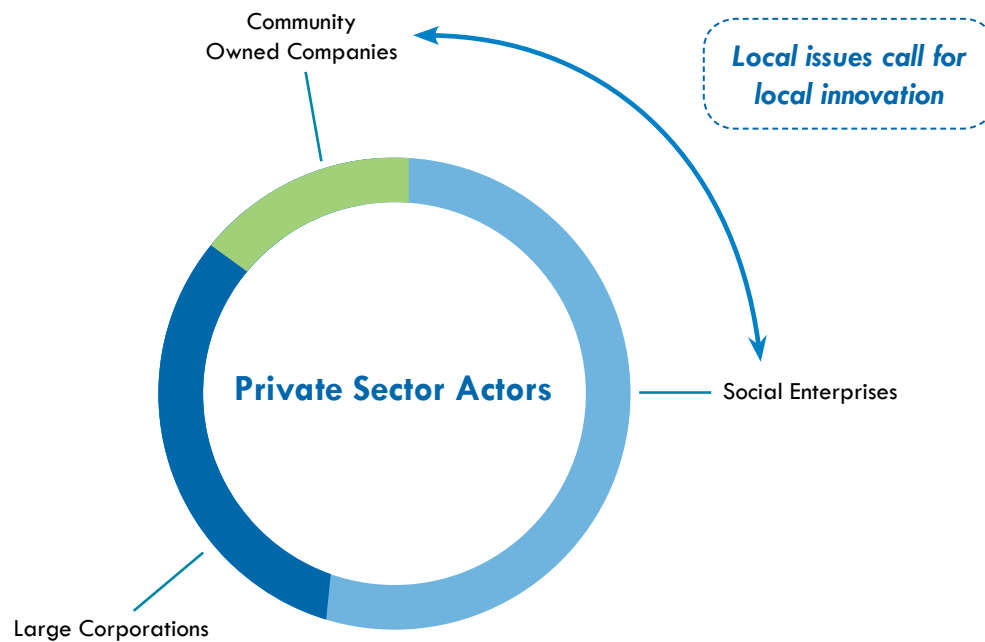 Community
Owned Companies
Local issues call for
local innovation
Private Sector Actors
Social Enterprises
Large Corporations